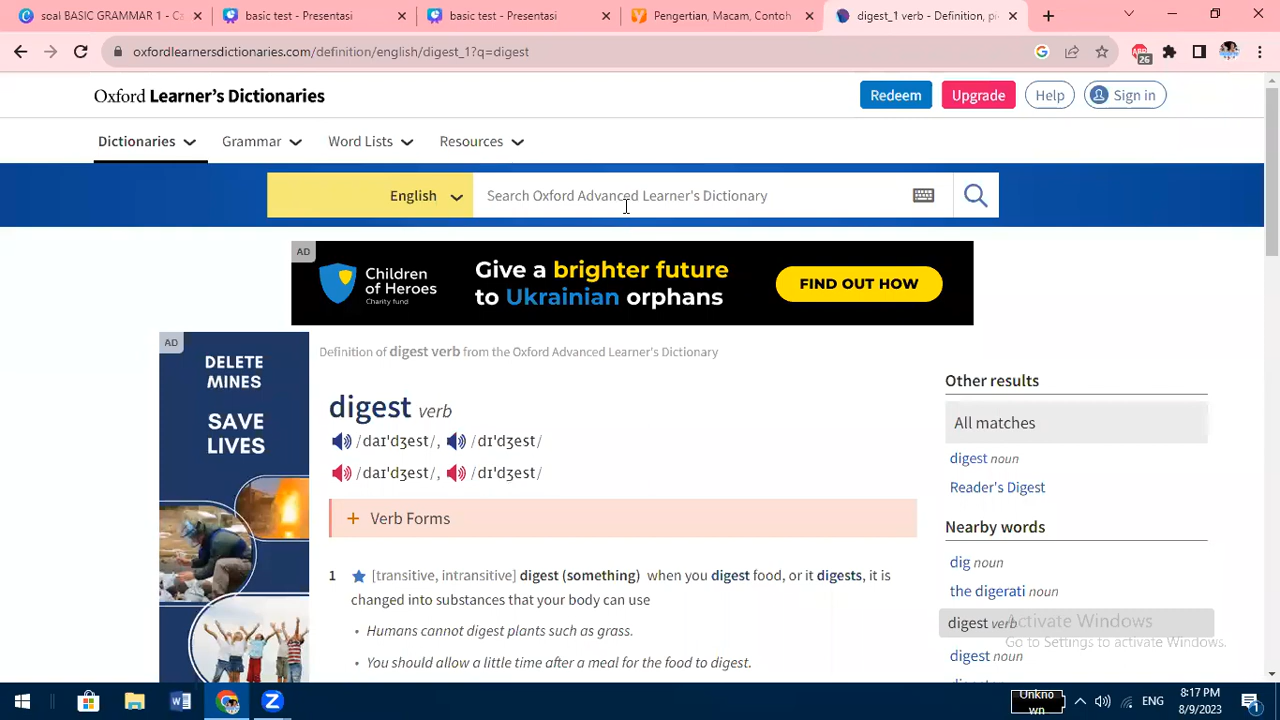 soai BASIC GRAMMAR 1 - C
basic test - Presentasi
basic test - Presentasi
Pengertian, Macam, Contoh
digest_1 verb - Definition, p
oxfordlearnersdictionaries.com/definition/english/digest_1?q=digest
26
Oxford Learner's Dictionaries
Redeem
Upgrade
Help
Sign in
Dictionaries
Grammar
Word Lists
Resources
English
Search Oxford Advanced Learner's Dictionary
AD
Children of Heroes
Charity fund
Give a brighter future
to Ukrainian orphans
FIND OUT HOW
AD
DELETE
MINES
SAVE
LIVES
Definition of digest verb from the Oxford Advanced Learner's Dictionary
digest verb
/daɪˈdʒest/, /dɪˈdʒest/
/daɪˈdʒest/, /dɪˈdʒest/
+ Verb Forms
1 ★ [transitive, intransitive] digest (something) when you digest food, or it digests, it is
changed into substances that your body can use
• Humans cannot digest plants such as grass.
• You should allow a little time after a meal for the food to digest.
Other results
All matches
digest noun
Reader's Digest
Nearby words
dig noun
the digerati noun
digest verb
digest noun
Activate Windows
Go to Settings to activate Windows.
Unkno
wn
ENG
8:17 PM
8/9/2023
1